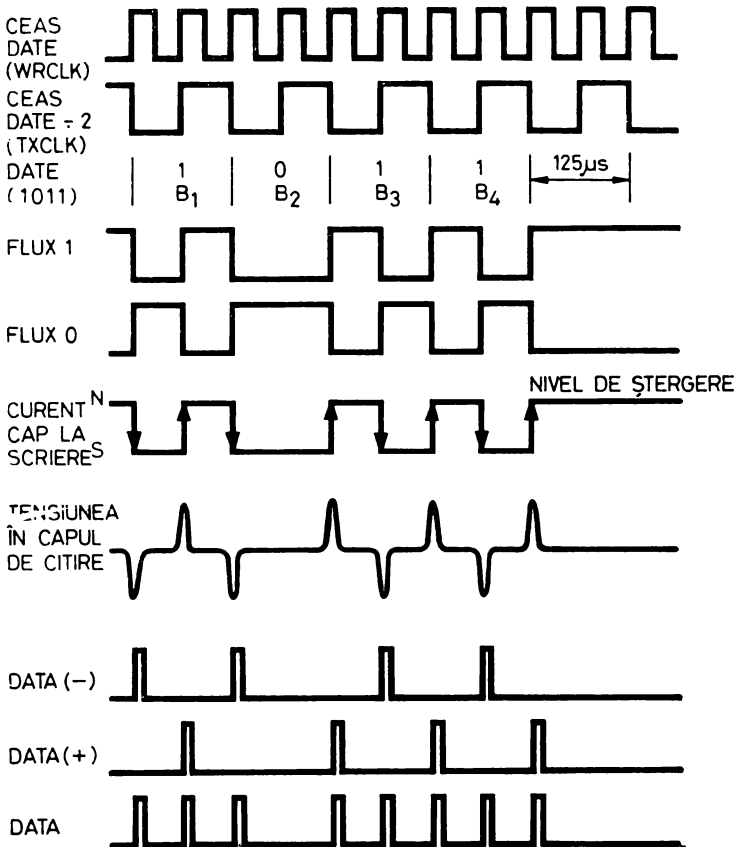 CEAS
DATE
(WRCLK)
CEAS
DATE ÷ 2
(TXCLK)
DATE
(1011)
1 0 1 1 125µs
B1 B2 B3 B4
FLUX 1
FLUX 0
NIVEL DE ȘTERGERE
CURENT N
CAP LA
SCRIERE S
TENSIUNEA
ÎN CAPUL
DE CITIRE
DATA (−)
DATA (+)
DATA